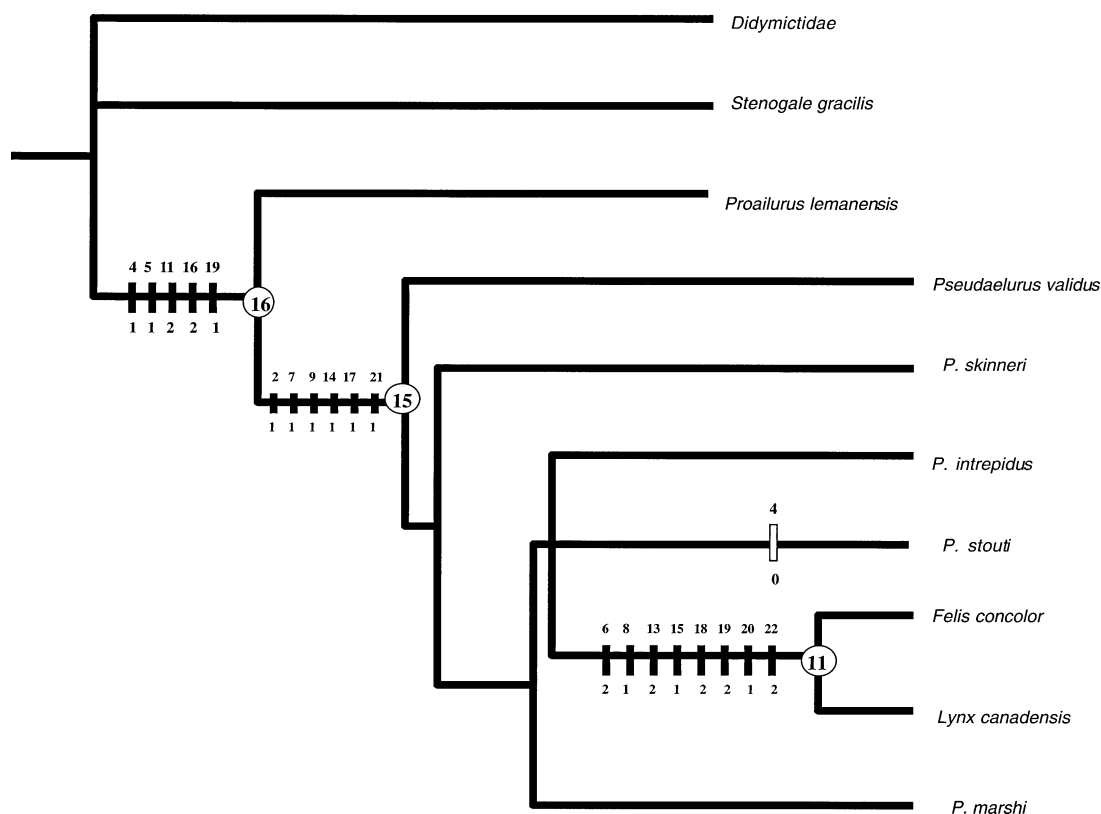 Didymictidae
Stenogale gracilis
Proailurus lemanensis
4 5 11 16 19
16
1 1 2 2 1
Pseudaelurus validus
P. skinneri
2 7 9 14 17 21
15
1 1 1 1 1 1
P. intrepidus
4
P. stouti
0
Felis concolor
6 8 13 15 18 19 20 22
11
2 1 2 1 2 2 1 2
Lynx canadensis
P. marshi